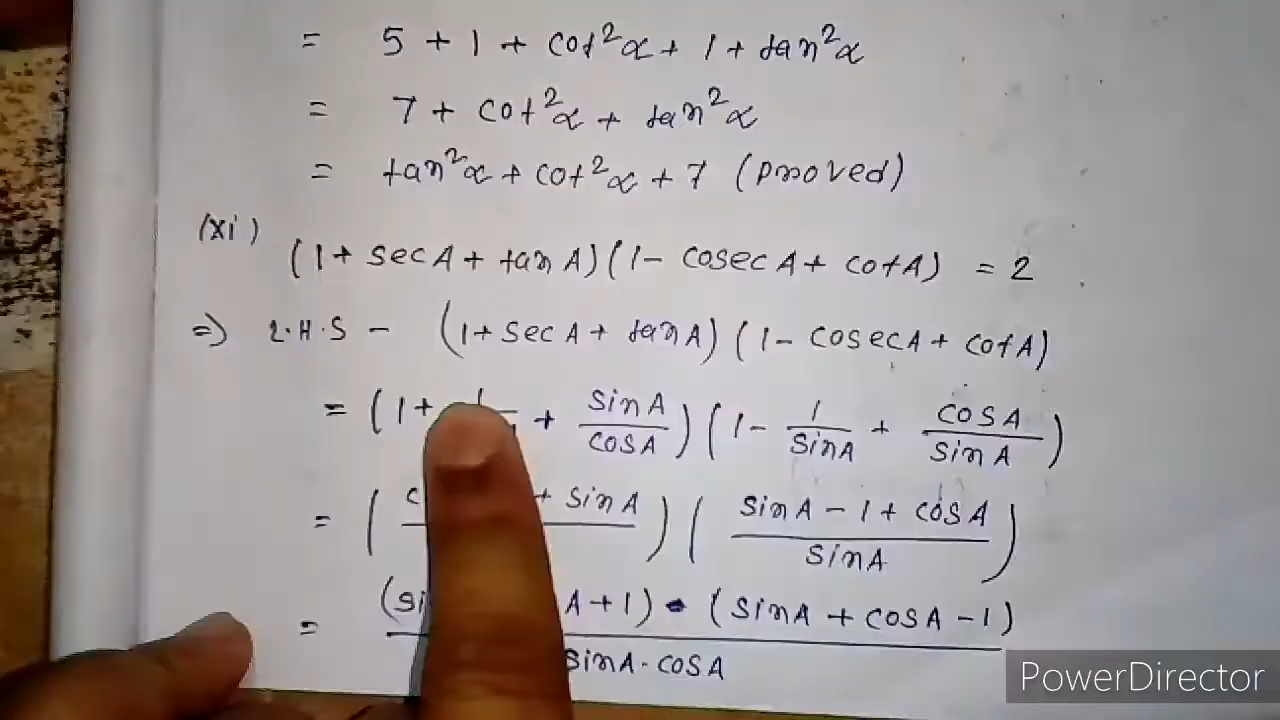 = 5 + 1 + cot²α + 1 + tan²α
= 7 + cot²α + tan²α
= tan²α + cot²α + 7 (proved)
(xi)
(1 + secA + tanA)(1 - cosecA + cotA) = 2
=> L.H.S - (1 + secA + tanA)(1 - cosecA + cotA)
= (1 + + sinA/cosA)(1 - 1/sinA + cosA/sinA)
= ( + sinA)(sinA - 1 + cosA/sinA)
= ( A + 1) (sinA + cosA - 1)
sinA·cosA
PowerDirector